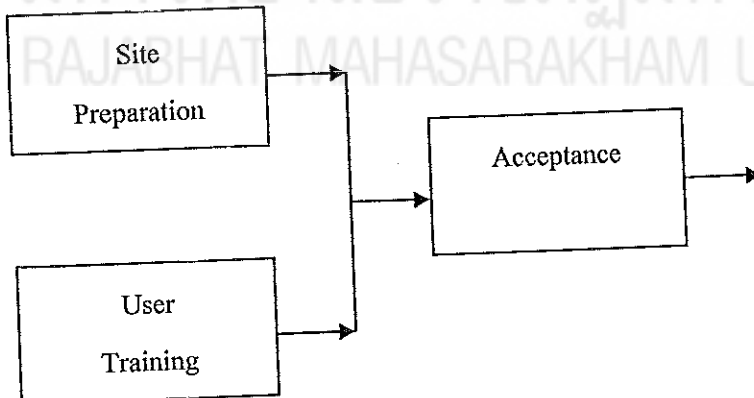 RAJABHAT MAHASARAKHAM U
Site
Preparation
Acceptance
User
Training